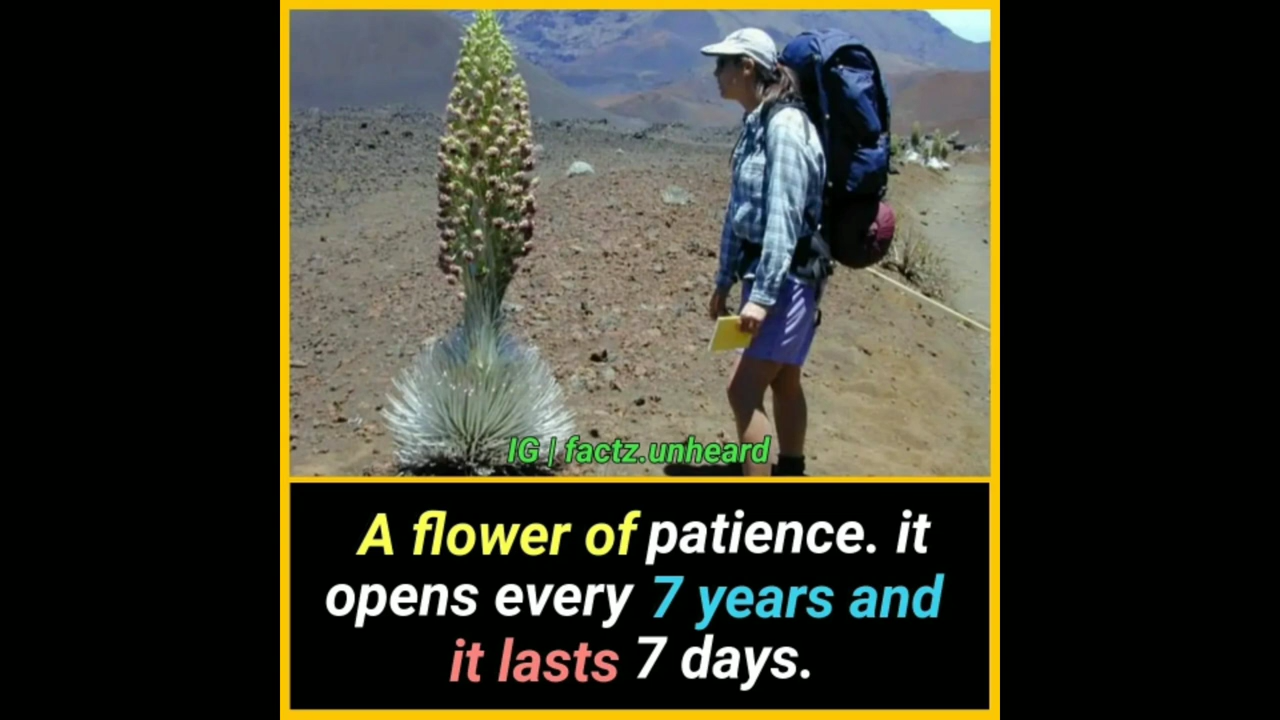 IG | factz.unheard
A flower of patience. it
opens every 7 years and
it lasts 7 days.